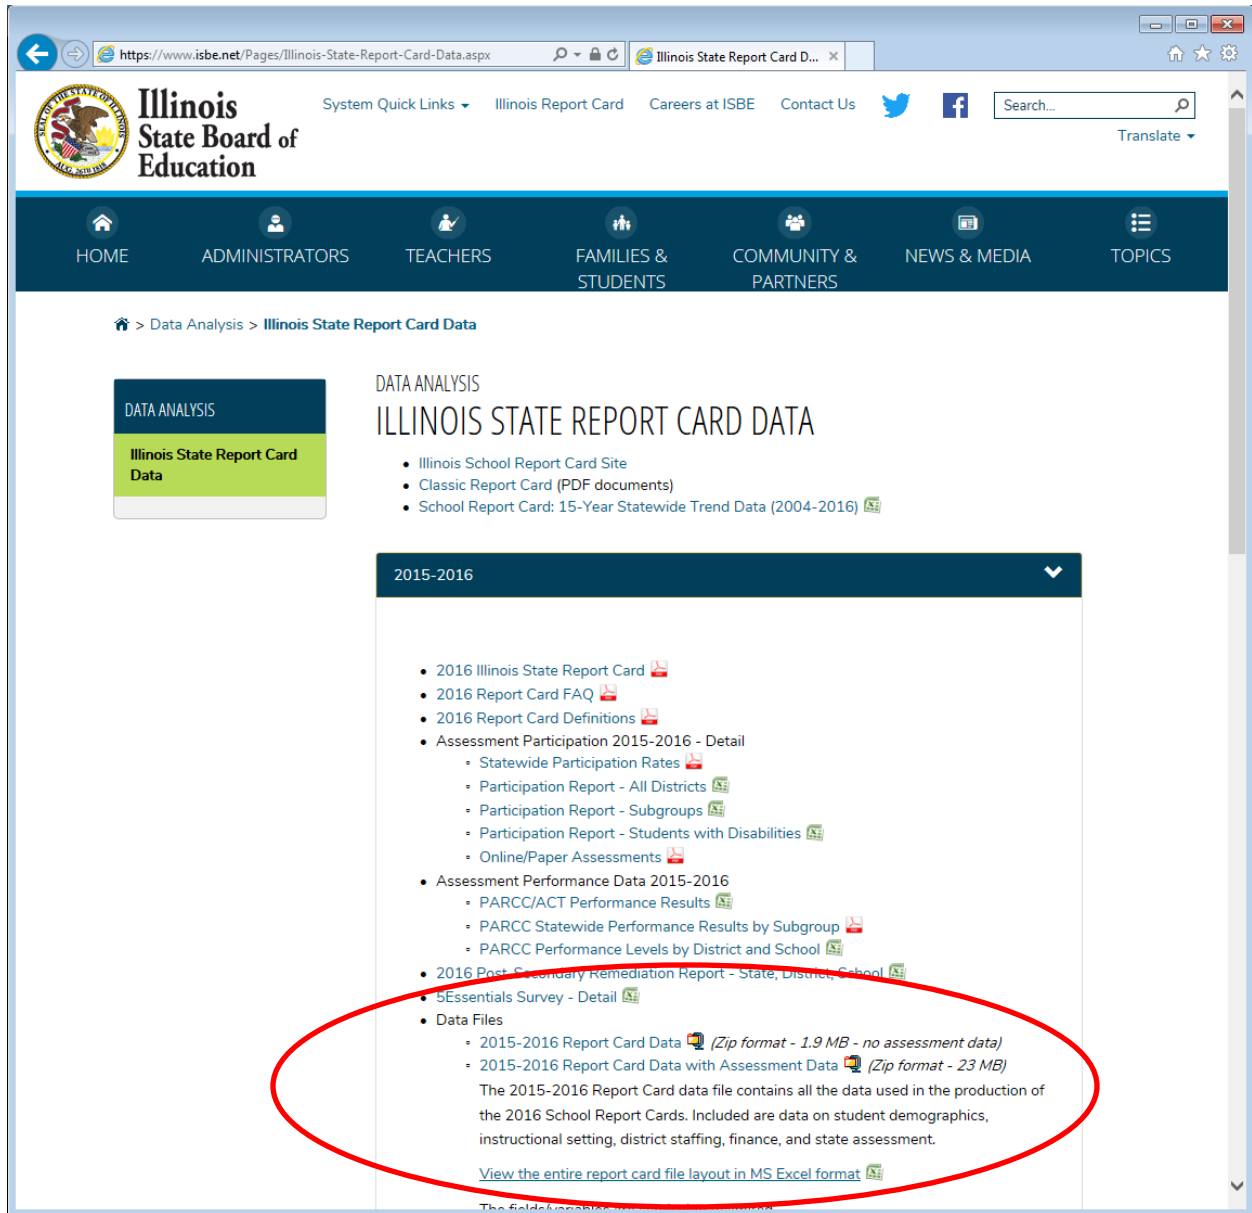 https://www.isbe.net/Pages/Illinois-State-Report-Card-Data.aspx
Illinois State Report Card D...
Illinois
State Board of
Education
System Quick Links
Illinois Report Card
Careers at ISBE
Contact Us
Search...
Translate
HOME
ADMINISTRATORS
TEACHERS
FAMILIES &
STUDENTS
COMMUNITY &
PARTNERS
NEWS & MEDIA
TOPICS
> Data Analysis > Illinois State Report Card Data
DATA ANALYSIS
Illinois State Report Card
Data
DATA ANALYSIS
ILLINOIS STATE REPORT CARD DATA
• Illinois School Report Card Site
• Classic Report Card (PDF documents)
• School Report Card: 15-Year Statewide Trend Data (2004-2016)
2015-2016
• 2016 Illinois State Report Card
• 2016 Report Card FAQ
• 2016 Report Card Definitions
• Assessment Participation 2015-2016 - Detail
◦ Statewide Participation Rates
◦ Participation Report - All Districts
◦ Participation Report - Subgroups
◦ Participation Report - Students with Disabilities
◦ Online/Paper Assessments
• Assessment Performance Data 2015-2016
◦ PARCC/ACT Performance Results
◦ PARCC Statewide Performance Results by Subgroup
◦ PARCC Performance Levels by District and School
• 2016 Post-Secondary Remediation Report - State, District, School
• 5Essentials Survey - Detail
• Data Files
◦ 2015-2016 Report Card Data (Zip format - 1.9 MB - no assessment data)
◦ 2015-2016 Report Card Data with Assessment Data (Zip format - 23 MB)
The 2015-2016 Report Card data file contains all the data used in the production of
the 2016 School Report Cards. Included are data on student demographics,
instructional setting, district staffing, finance, and state assessment.
View the entire report card file layout in MS Excel format
The fields/variables